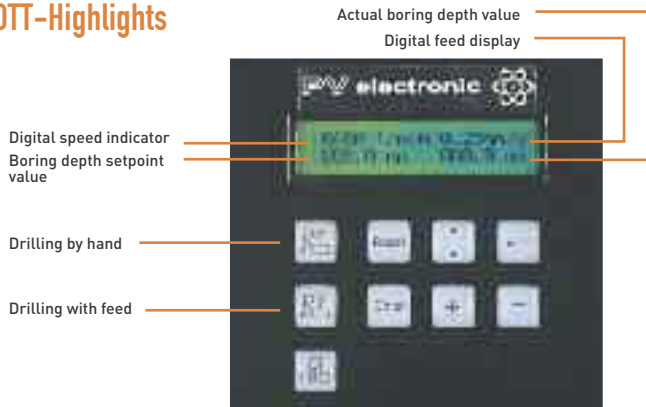 OTT-Highlights
Actual boring depth value
Digital feed display
electronic
Digital speed indicator
Boring depth setpoint
value
Drilling by hand
Drilling with feed
+
-